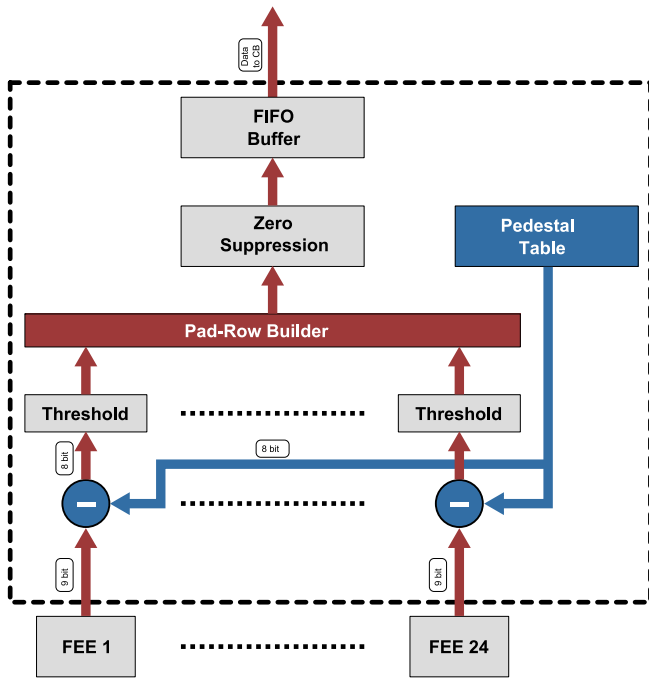 Data
to CB
FIFO
Buffer
Zero
Suppression
Pedestal
Table
Pad-Row Builder
Threshold
Threshold
8 bit
8 bit
9 bit
9 bit
FEE 1
FEE 24